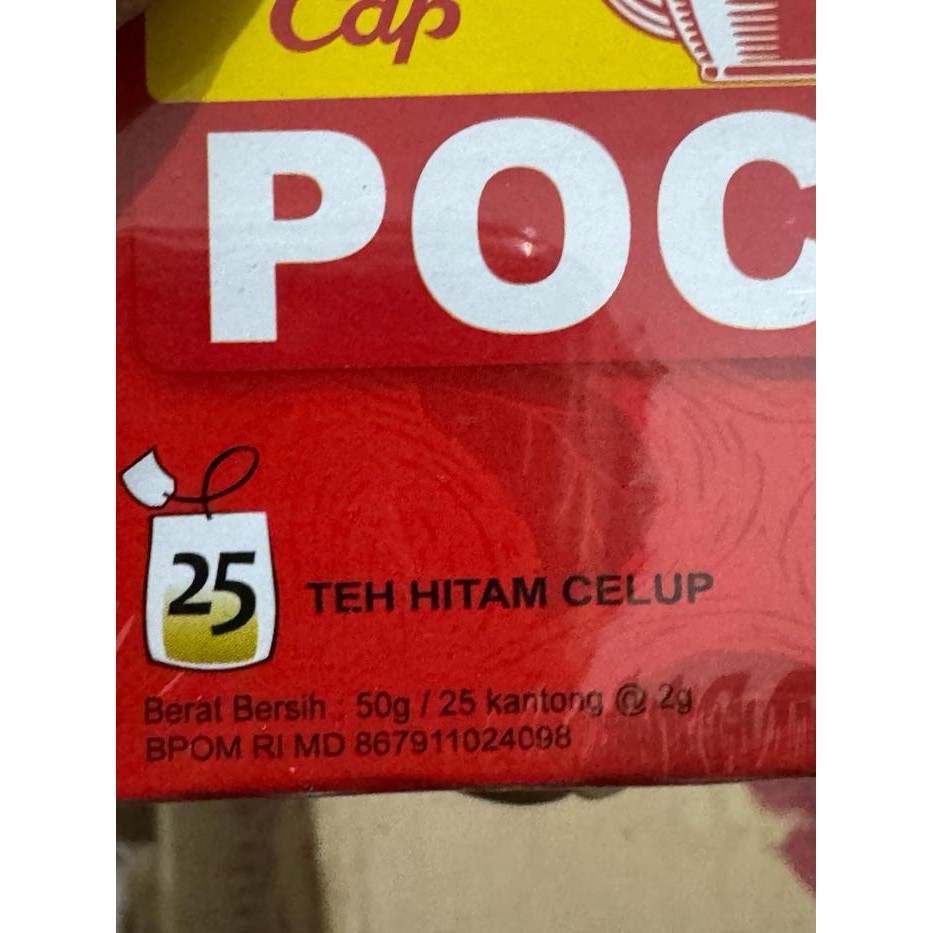 Cap
POC
25
TEH HITAM CELUP
Berat Bersih : 50g / 25 kantong @ 2g
BPOM RI MD 867911024098